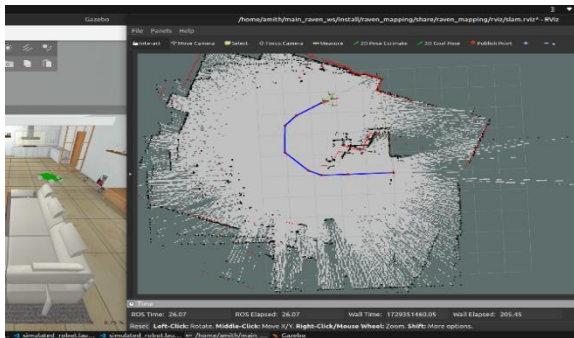 Gazebo
/home/amith/main_raven_ws/install/raven_mapping/share/raven_mapping/rviz/slam.rviz* - RViz
File Panels Help
Interact Move Camera Select Focus Camera Measure 2D Pose Estimate 2D Goal Pose Publish Point
Time
ROS Time: 26.07 ROS Elapsed: 26.07 Wall Time: 1729351460.05 Wall Elapsed: 205.45
Reset Left-Click: Rotate. Middle-Click: Move X/Y. Right-Click/Mouse Wheel: Zoom. Shift: More options.
simulated_robot.lau... simulated_robot.lau... /home/amith/main_... Gazebo